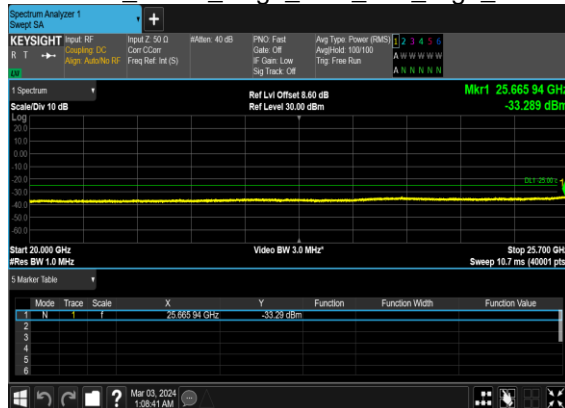 Spectrum Analyzer 1
Swept SA
KEYSIGHT Input: RF Input Z: 50 Ω #Atten: 40 dB PNO: Fast Avg Type: Power (RMS) 1 2 3 4 5 6
R T Coupling: DC Corr CCorr Gate: Off Avg|Hold: 100/100 A W W W W W
Align: Auto/No RF Freq Ref: Int (S) IF Gain: Low Trig: Free Run
LW Sig Track: Off A N N N N N
1 Spectrum Ref Lvl Offset 8.60 dB Mkr1 25.665 94 GHz
Scale/Div 10 dB Ref Level 30.00 dBm -33.289 dBm
Log
20.0
10.0
0.00
-10.0
-20.0
DL1 -25.00
-30.0
-40.0
-50.0
-60.0
Start 20.000 GHz Video BW 3.0 MHz* Stop 25.700 GHz
#Res BW 1.0 MHz Sweep 10.7 ms (40001 pts
5 Marker Table
Mode Trace Scale X Y Function Function Width Function Value
1 N 1 f 25.665 94 GHz -33.29 dBm
2
3
4
5
6
? Mar 03, 2024
1:08:41 AM